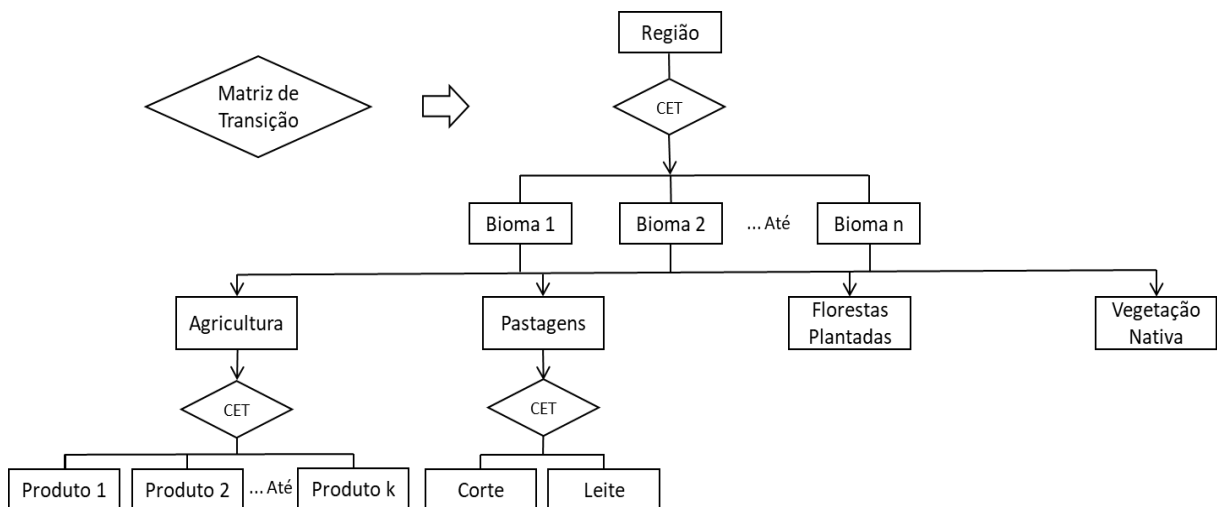 Região
Matriz de
Transição
CET
Bioma 1
Bioma 2
... Até
Bioma n
Agricultura
Pastagens
Florestas
Plantadas
Vegetação
Nativa
CET
CET
Produto 1
Produto 2
... Até
Produto k
Corte
Leite